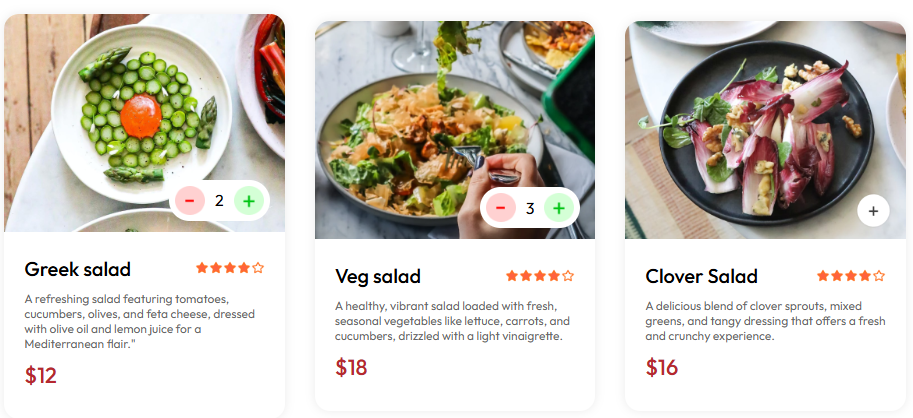 2
3
Greek salad
A refreshing salad featuring tomatoes,
cucumbers, olives, and feta cheese, dressed
with olive oil and lemon juice for a
Mediterranean flair."
$12
Veg salad
A healthy, vibrant salad loaded with fresh,
seasonal vegetables like lettuce, carrots, and
cucumbers, drizzled with a light vinaigrette.
$18
Clover Salad
A delicious blend of clover sprouts, mixed
greens, and tangy dressing that offers a fresh
and crunchy experience.
$16